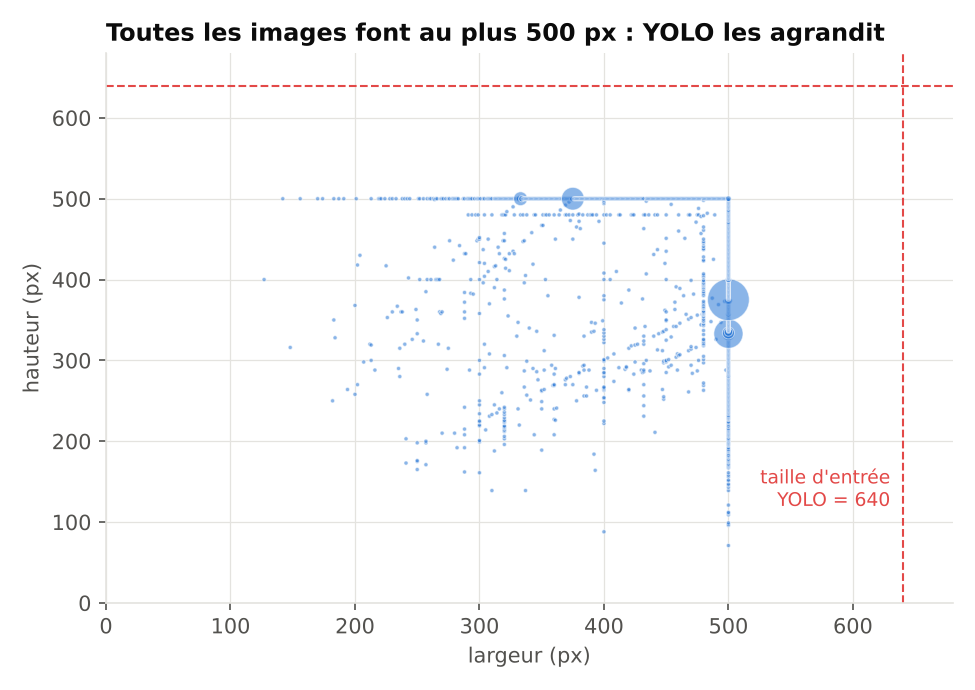 Toutes les images font au plus 500 px : YOLO les agrandit
hauteur (px)
600
500
400
300
200
100
0
taille d'entrée
YOLO = 640
0 100 200 300 400 500 600
largeur (px)